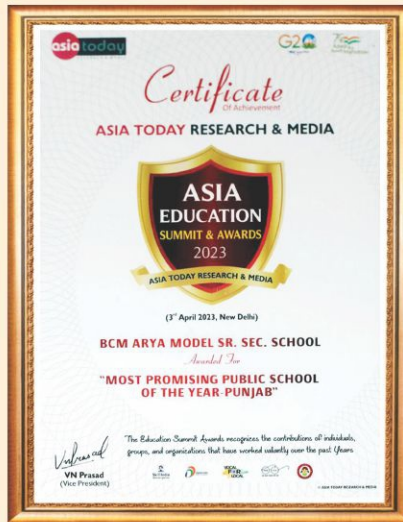 asia today
G20
Certificate
Of Achievement
ASIA TODAY RESEARCH & MEDIA
ASIA
EDUCATION
SUMMIT & AWARDS
2023
ASIA TODAY RESEARCH & MEDIA
(3rd April 2023, New Delhi)
BCM ARYA MODEL SR. SEC. SCHOOL
Awarded For
"MOST PROMISING PUBLIC SCHOOL
OF THE YEAR-PUNJAB"
"The Education Summit Awards recognizes the contributions of individuals,
groups, and organizations that have worked valiantly over the past Years
VN Prasad
(Vice President)
VOCAL
FOR
LOCAL
© ASIA TODAY RESEARCH & MEDIA